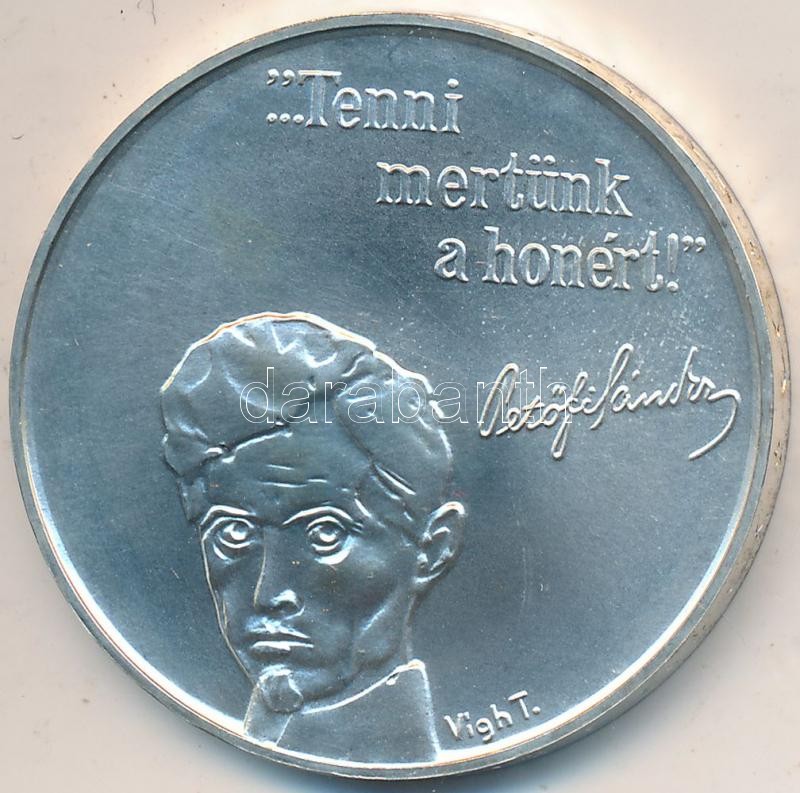 ”...Tenni
mertünk
a honért!”
darabanth
Petőfi Sándor
Vigh T.